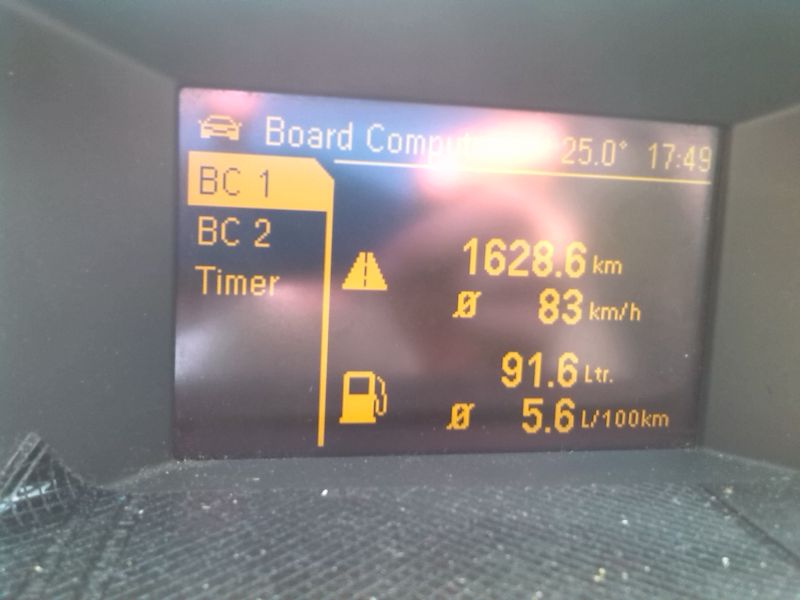 Board Comput 25.0° 17:49
BC 1
BC 2
Timer
1628.6 km
Ø 83 km/h
91.6 Ltr.
Ø 5.6 L/100km